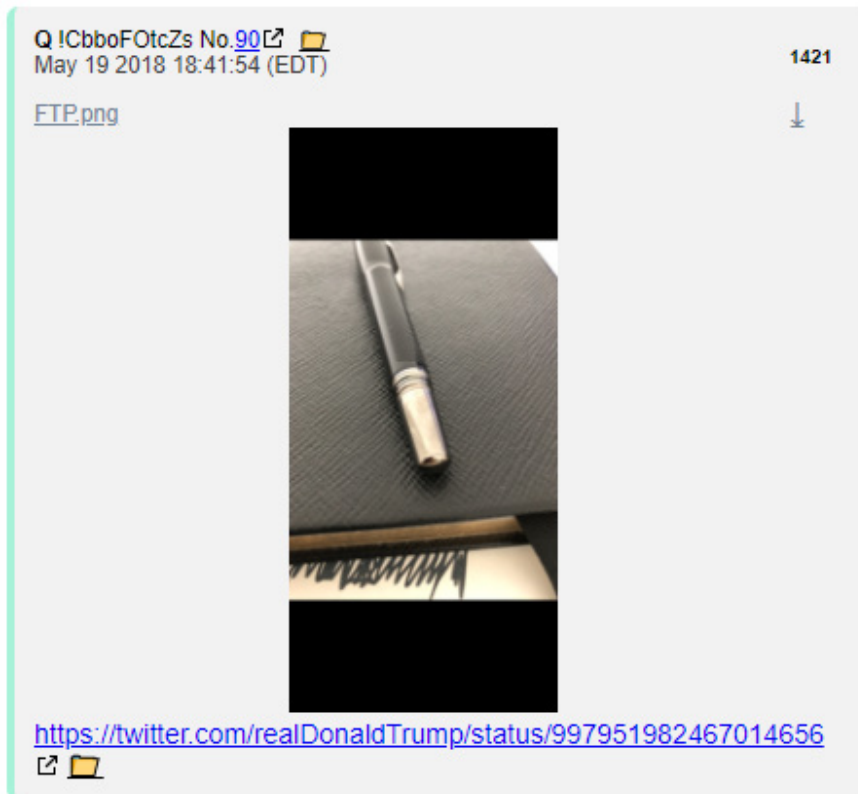 Q !CbboFOtcZs No.90
May 19 2018 18:41:54 (EDT)
1421
FTP.png
https://twitter.com/realDonaldTrump/status/997951982467014656